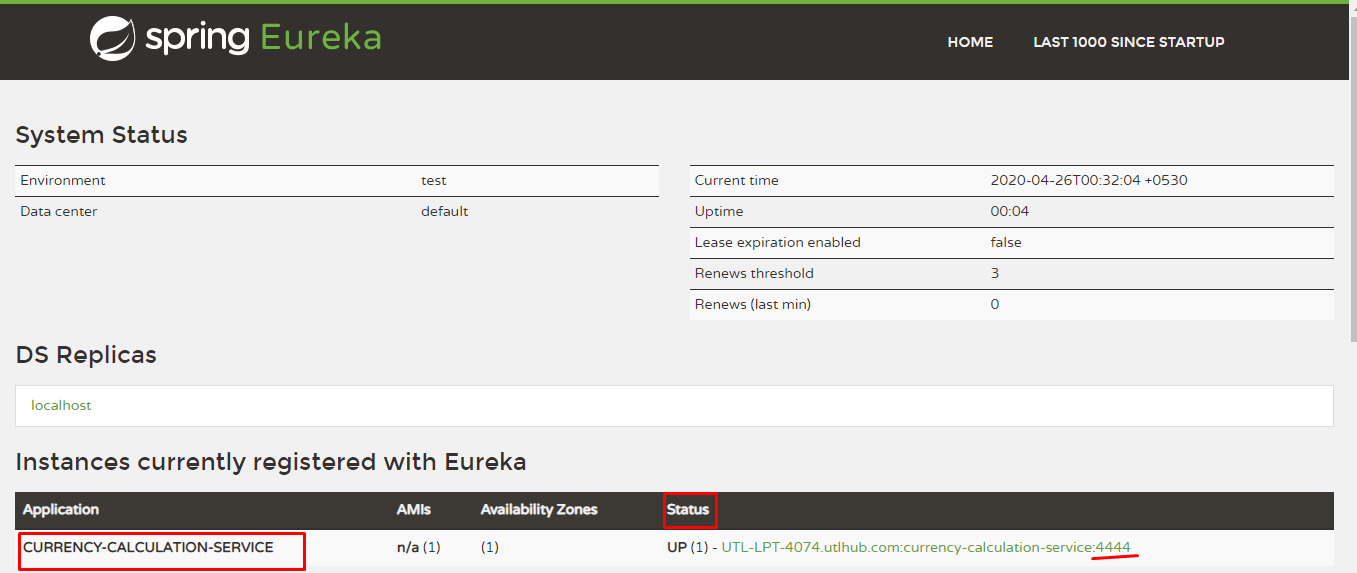 spring Eureka
HOME LAST 1000 SINCE STARTUP
System Status
Environment test
Data center default
Current time 2020-04-26T00:32:04 +0530
Uptime 00:04
Lease expiration enabled false
Renews threshold 3
Renews (last min) 0
DS Replicas
localhost
Instances currently registered with Eureka
Application AMIs Availability Zones Status
CURRENCY-CALCULATION-SERVICE n/a (1) (1) UP (1) - UTL-LPT-4074.utlhub.com:currency-calculation-service:4444